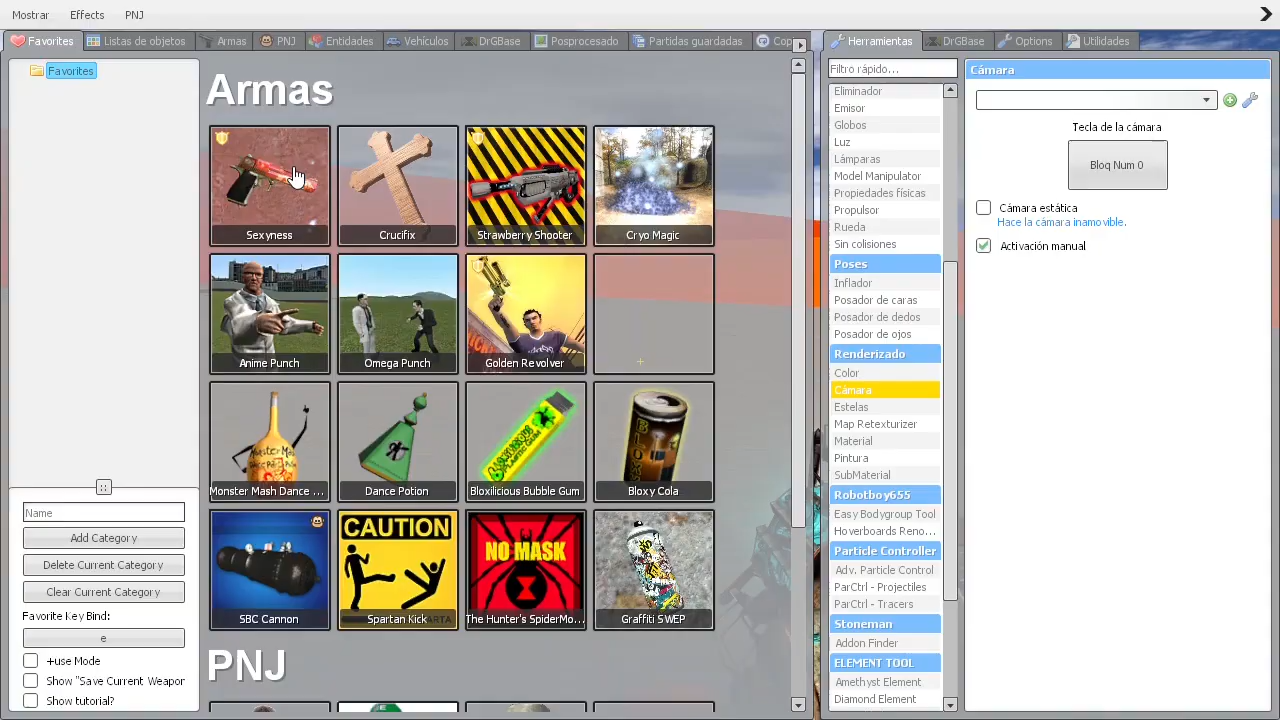 Mostrar Effects PNJ
Favorites Listas de objetos Armas PNJ Entidades Vehículos DrGBase Posprocesado Partidas guardadas Cop
Herramientas DrGBase Options Utilidades
Favorites
Armas
Sexyness Crucifix Strawberry Shooter Cryo Magic
Anime Punch Omega Punch Golden Revolver
Monster Mash Dance ... Dance Potion Bloxilicious Bubble Gum Bloxy Cola
CAUTION
NO MASK
SBC Cannon Spartan Kick The Hunter's SpiderMo... Graffiti SWEP
PNJ
Name
Add Category
Delete Current Category
Clear Current Category
Favorite Key Bind:
e
+use Mode
Show "Save Current Weapor
Show tutorial?
Filtro rápido...
Eliminador
Emisor
Globos
Luz
Lámparas
Model Manipulator
Propiedades físicas
Propulsor
Rueda
Sin colisiones
Poses
Inflador
Posador de caras
Posador de dedos
Posador de ojos
Renderizado
Color
Cámara
Estelas
Map Retexturizer
Material
Pintura
SubMaterial
Robotboy655
Easy Bodygroup Tool
Hoverboards Reno...
Particle Controller
Adv. Particle Control
ParCtrl - Projectiles
ParCtrl - Tracers
Stoneman
Addon Finder
ELEMENT TOOL
Amethyst Element
Diamond Element
Cámara
Tecla de la cámara
Bloq Num 0
Cámara estática
Hace la cámara inamovible.
Activación manual